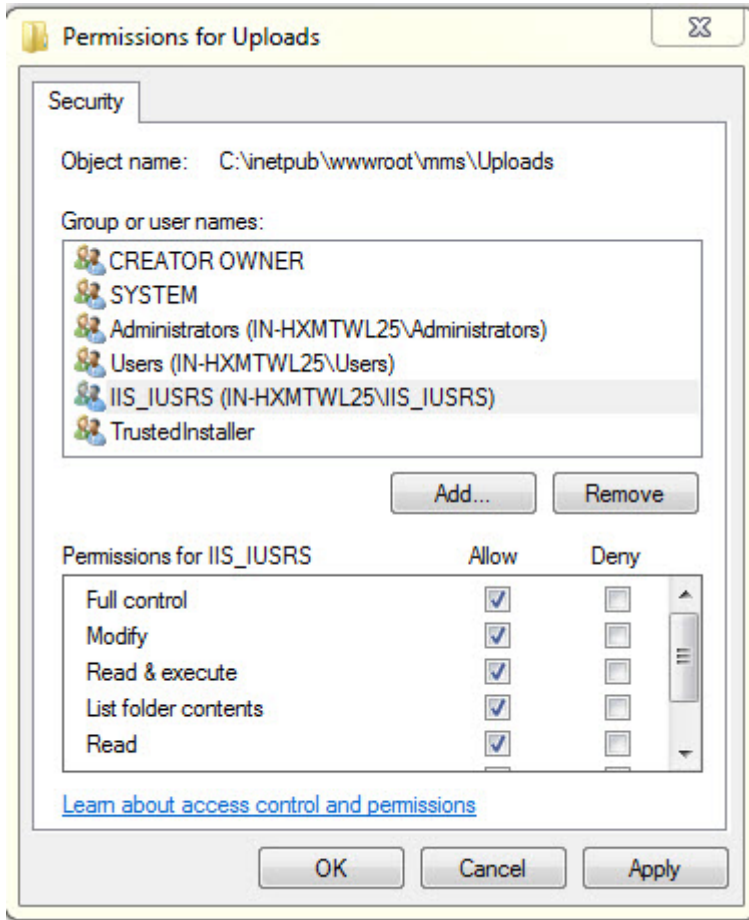 Permissions for Uploads
Security
Object name: C:\inetpub\wwwroot\mms\Uploads
Group or user names:
CREATOR OWNER
SYSTEM
Administrators (IN-HXMTWL25\Administrators)
Users (IN-HXMTWL25\Users)
IIS_IUSRS (IN-HXMTWL25\IIS_IUSRS)
TrustedInstaller
Add... Remove
Permissions for IIS_IUSRS Allow Deny
Full control
Modify
Read & execute
List folder contents
Read
Learn about access control and permissions
OK Cancel Apply